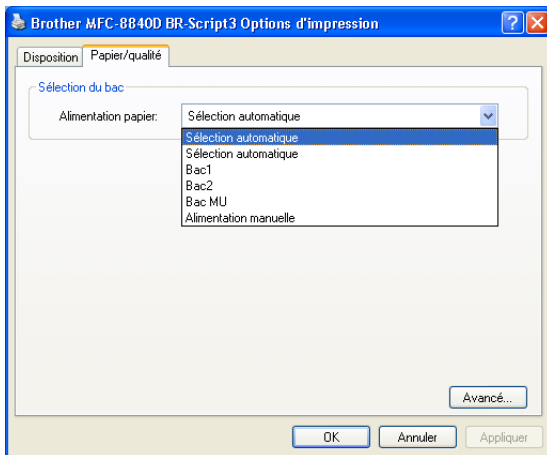 Brother MFC-8840D BR-Script3 Options d'impression
Disposition Papier/qualité
Sélection du bac
Alimentation papier: Sélection automatique
Sélection automatique
Sélection automatique
Bac1
Bac2
Bac MU
Alimentation manuelle
Avancé...
OK Annuler Appliquer